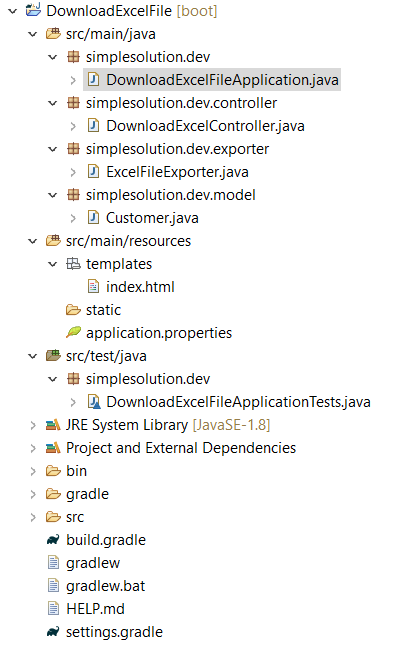 DownloadExcelFile [boot]
src/main/java
simplesolution.dev
DownloadExcelFileApplication.java
simplesolution.dev.controller
DownloadExcelController.java
simplesolution.dev.exporter
ExcelFileExporter.java
simplesolution.dev.model
Customer.java
src/main/resources
templates
index.html
static
application.properties
src/test/java
simplesolution.dev
DownloadExcelFileApplicationTests.java
JRE System Library [JavaSE-1.8]
Project and External Dependencies
bin
gradle
src
build.gradle
gradlew
gradlew.bat
HELP.md
settings.gradle